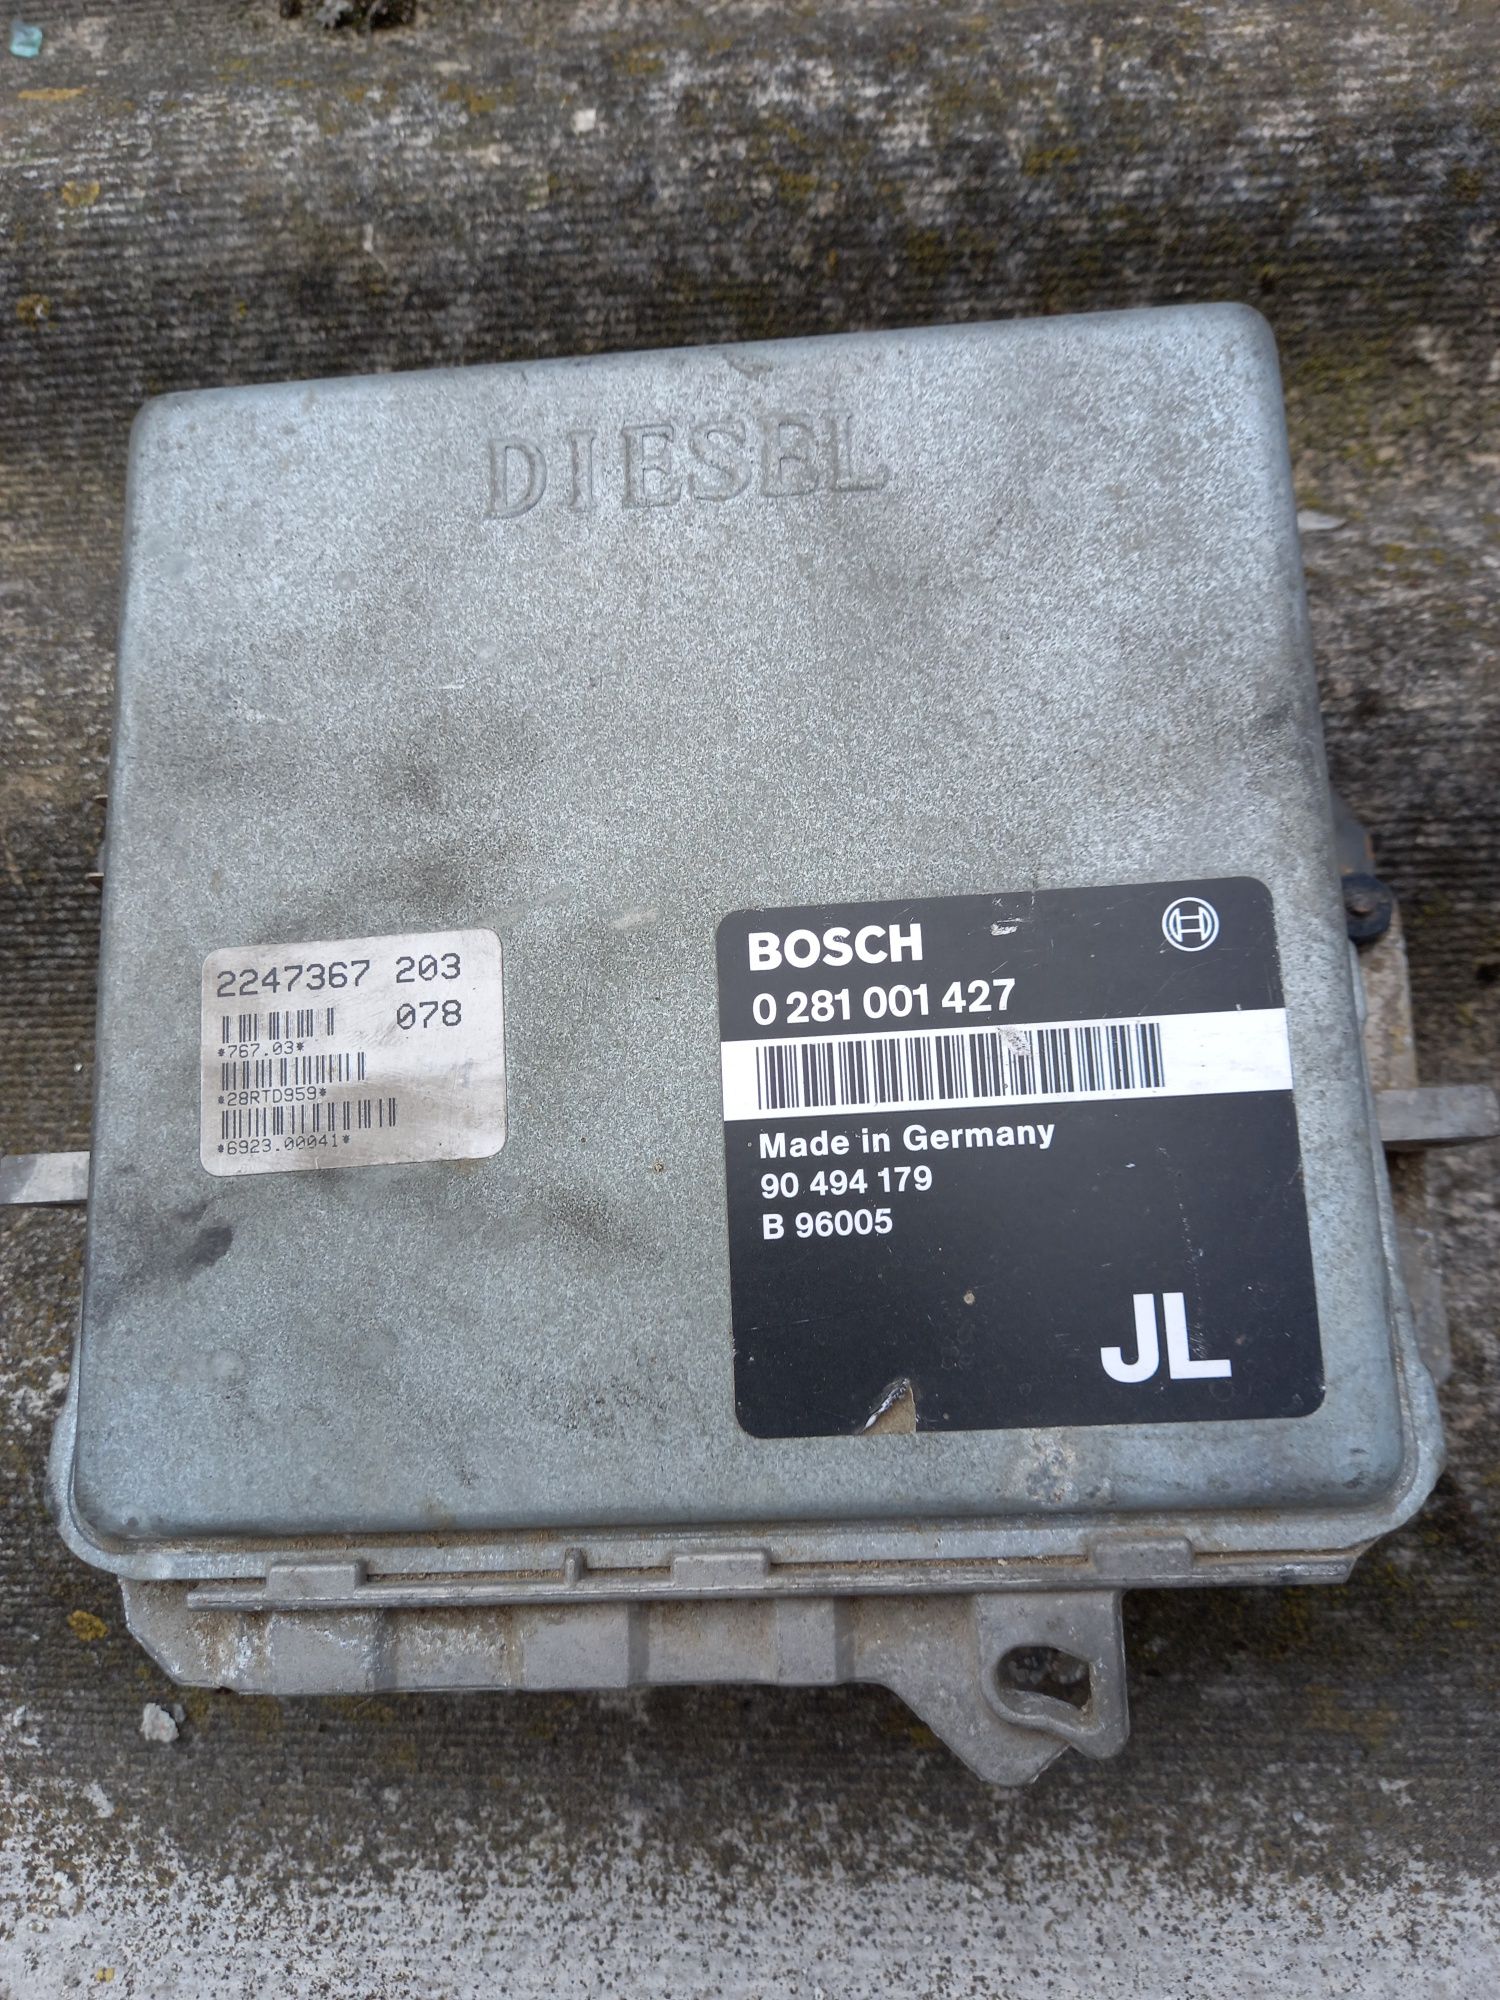 DIESEL
2247367 203
078
*767.03*
*28RTD959*
*6923.00041*
BOSCH
0 281 001 427
Made in Germany
90 494 179
B 96005
JL